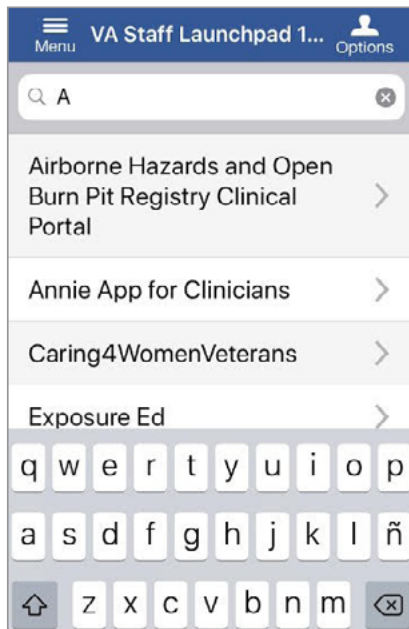 VA Staff Launchpad 1...
Menu
Options
A
Airborne Hazards and Open
Burn Pit Registry Clinical
Portal
Annie App for Clinicians
Caring4WomenVeterans
Exposure Ed
q w e r t y u i o p
a s d f g h j k l ñ
z x c v b n m